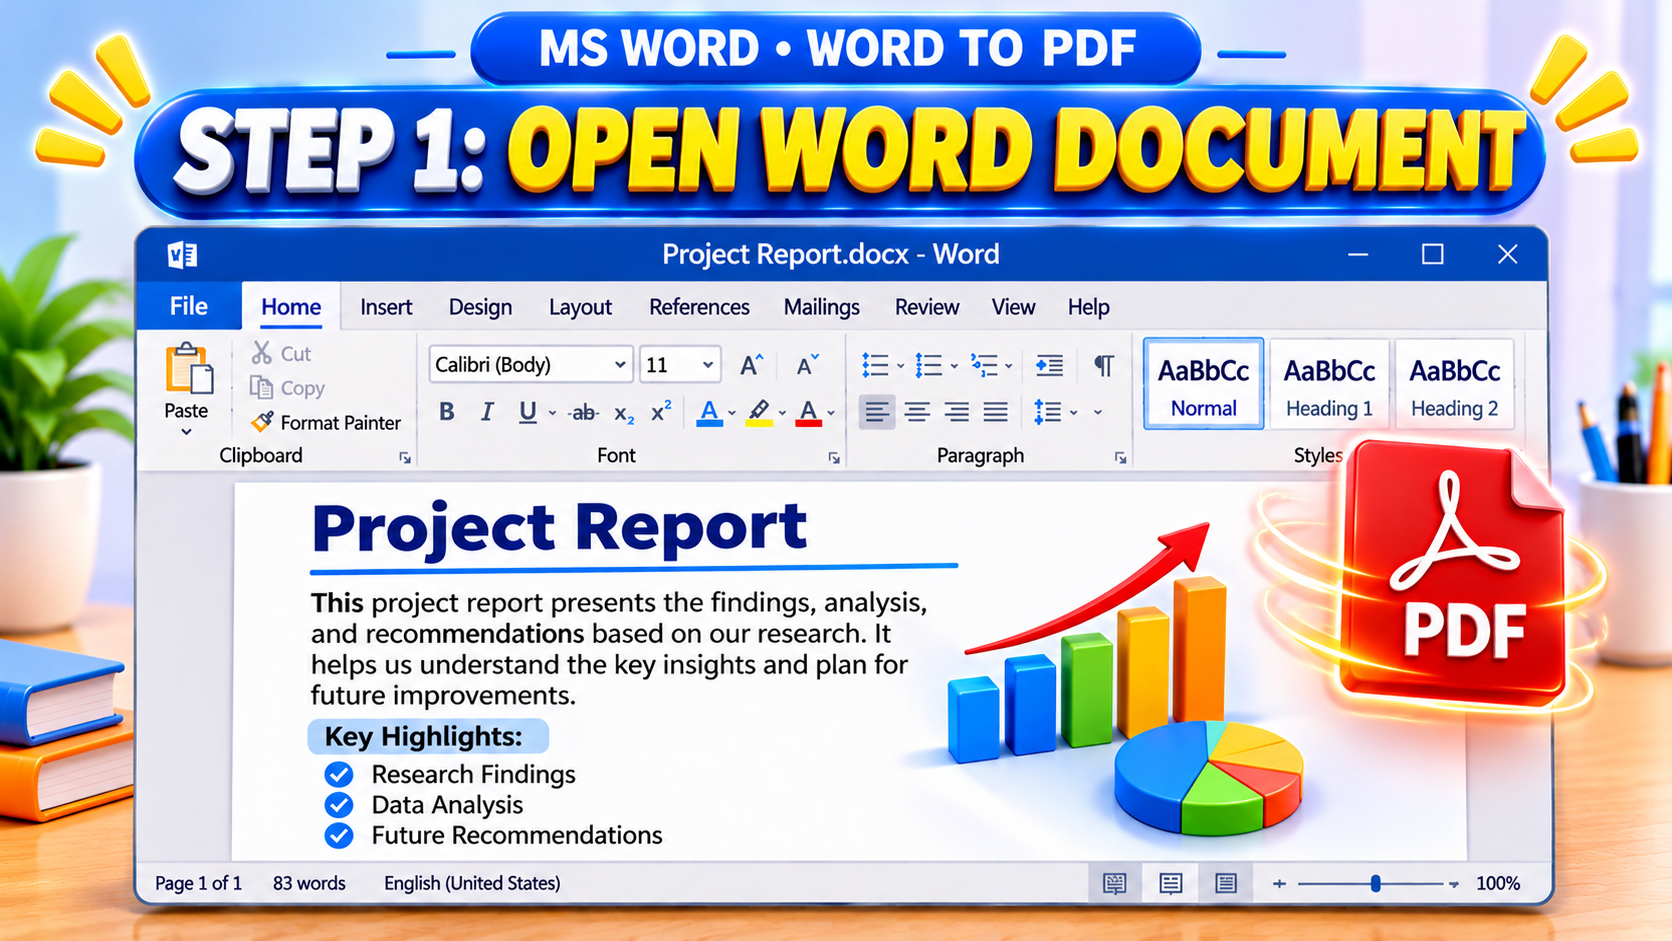 MS WORD • WORD TO PDF
STEP 1: OPEN WORD DOCUMENT
Project Report.docx - Word
File Home Insert Design Layout References Mailings Review View Help
Paste
Cut
Copy
Format Painter
Clipboard
Calibri (Body) 11 A A
B I U ab x2 x2 A A
Font
¶
Paragraph
AaBbCc AaBbCc AaBbCc
Normal Heading 1 Heading 2
Styles
PDF
Project Report
This project report presents the findings, analysis,
and recommendations based on our research. It
helps us understand the key insights and plan for
future improvements.
Key Highlights:
Research Findings
Data Analysis
Future Recommendations
Page 1 of 1 83 words English (United States) 100%